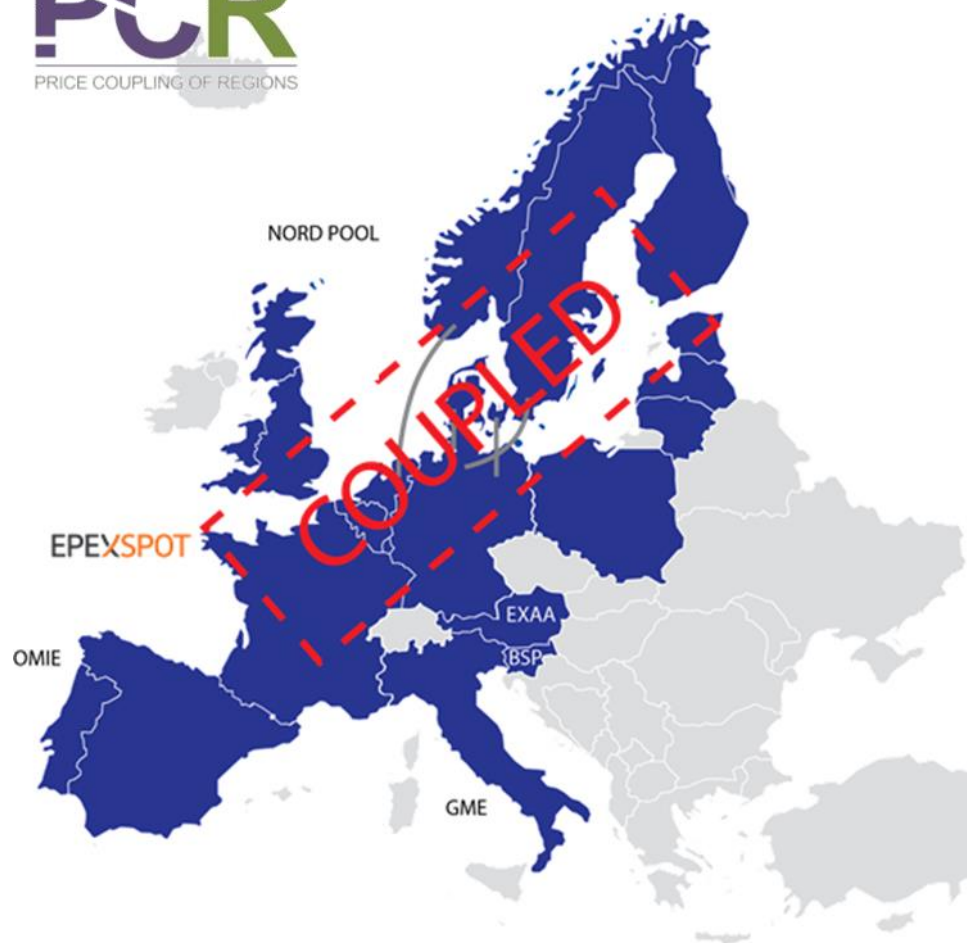 PCR
PRICE COUPLING OF REGIONS
NORD POOL
COUPLED
EPEXSPOT
EXAA
BSP
OMIE
GME